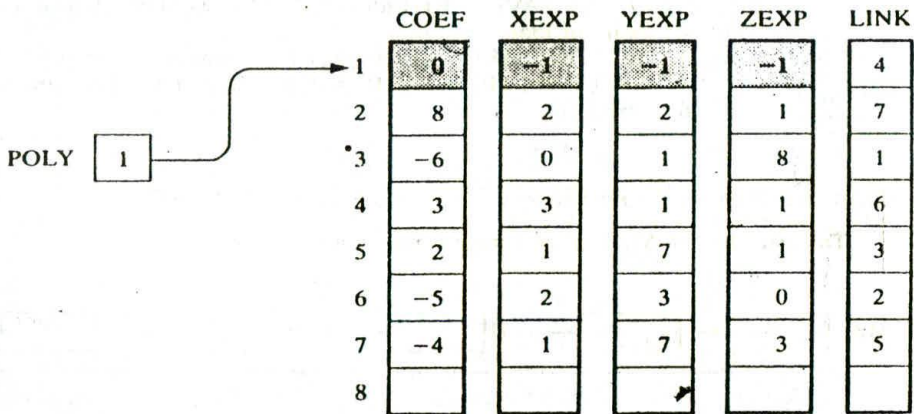 COEF XEXP YEXP ZEXP LINK
1 0 −1 −1 −1 4
2 8 2 2 1 7
POLY 1 3 −6 0 1 8 1
4 3 3 1 1 6
5 2 1 7 1 3
6 −5 2 3 0 2
7 −4 1 7 3 5
8